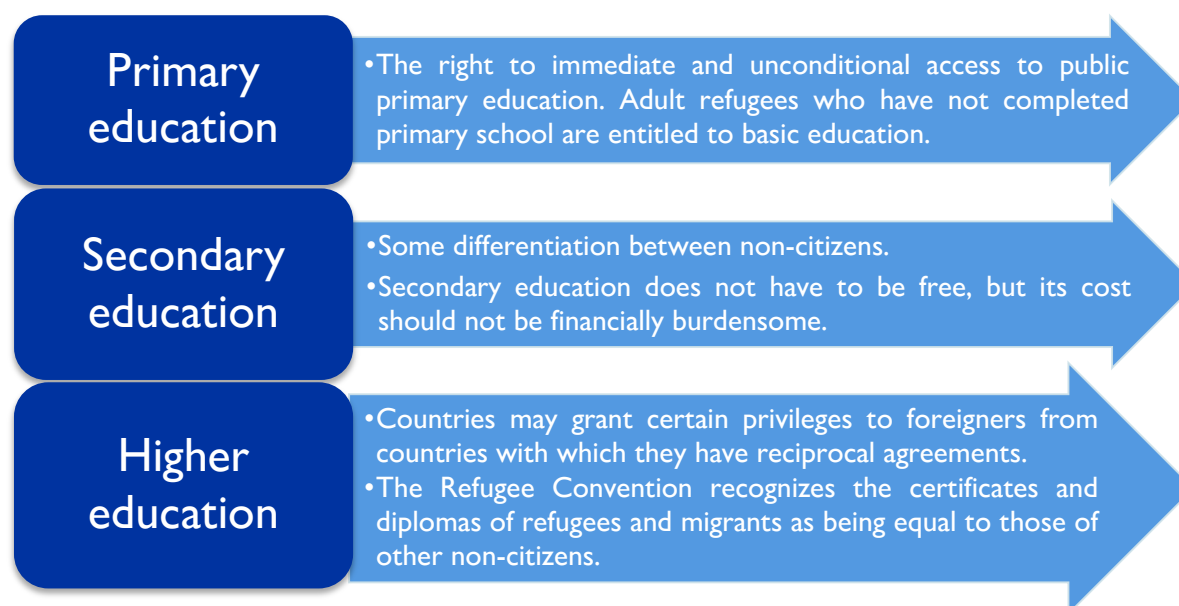 Primary
education
•The right to immediate and unconditional access to public
primary education. Adult refugees who have not completed
primary school are entitled to basic education.
Secondary
education
•Some differentiation between non-citizens.
•Secondary education does not have to be free, but its cost
should not be financially burdensome.
Higher
education
•Countries may grant certain privileges to foreigners from
countries with which they have reciprocal agreements.
•The Refugee Convention recognizes the certificates and
diplomas of refugees and migrants as being equal to those of
other non-citizens.